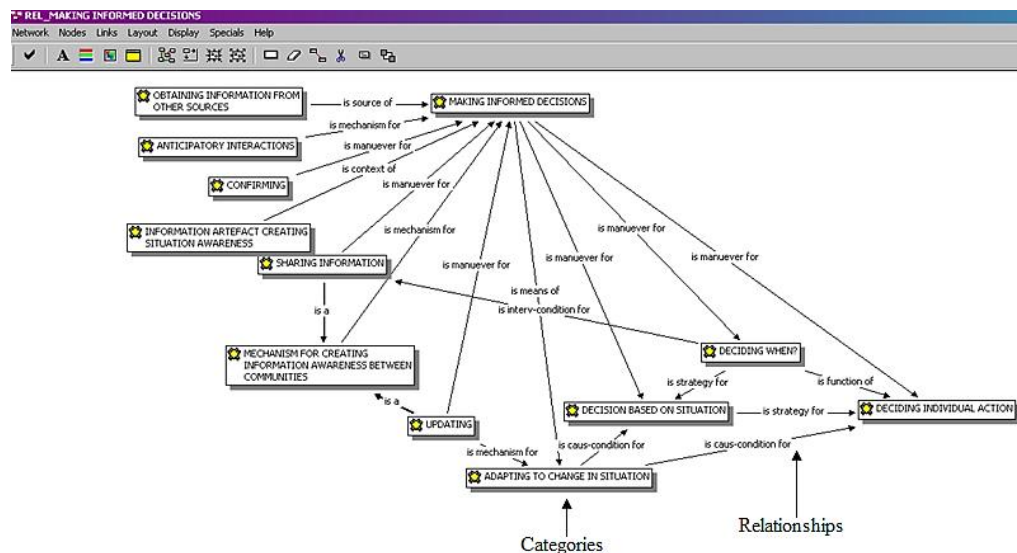 REL_MAKING INFORMED DECISIONS
Network Nodes Links Layout Display Specials Help
A
OBTAINING INFORMATION FROM
OTHER SOURCES
is source of
MAKING INFORMED DECISIONS
is mechanism for
ANTICIPATORY INTERACTIONS
is manuever for
CONFIRMING
is context of
is manuever for
INFORMATION ARTEFACT CREATING
SITUATION AWARENESS
is mechanism for
is manuever for
SHARING INFORMATION
is manuever for
is manuever for
is manuever for
is means of
is a
is interv-condition for
MECHANISM FOR CREATING
INFORMATION AWARENESS BETWEEN
COMMUNITIES
DECIDING WHEN?
is strategy for
is function of
is a
DECISION BASED ON SITUATION
is strategy for
DECIDING INDIVIDUAL ACTION
UPDATING
is mechanism for
is caus-condition for
is caus-condition for
ADAPTING TO CHANGE IN SITUATION
Relationships
Categories